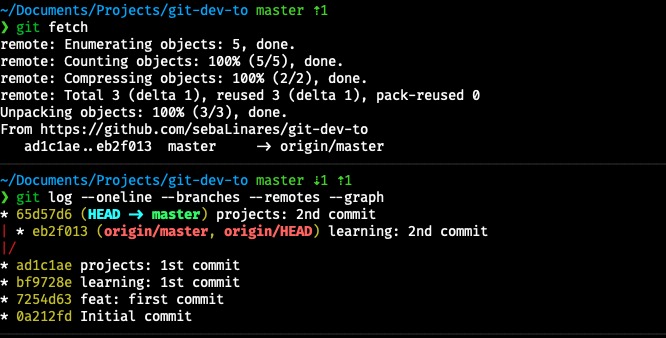 ~/Documents/Projects/git-dev-to master ⇡1
❯ git fetch
remote: Enumerating objects: 5, done.
remote: Counting objects: 100% (5/5), done.
remote: Compressing objects: 100% (2/2), done.
remote: Total 3 (delta 1), reused 3 (delta 1), pack-reused 0
Unpacking objects: 100% (3/3), done.
From https://github.com/sebaLinares/git-dev-to
   ad1c1ae..eb2f013  master     -> origin/master
~/Documents/Projects/git-dev-to master ⇣1 ⇡1
❯ git log --oneline --branches --remotes --graph
* 65d57d6 (HEAD -> master) projects: 2nd commit
| * eb2f013 (origin/master, origin/HEAD) learning: 2nd commit
|/
* ad1c1ae projects: 1st commit
* bf9728e learning: 1st commit
* 7254d63 feat: first commit
* 0a212fd Initial commit